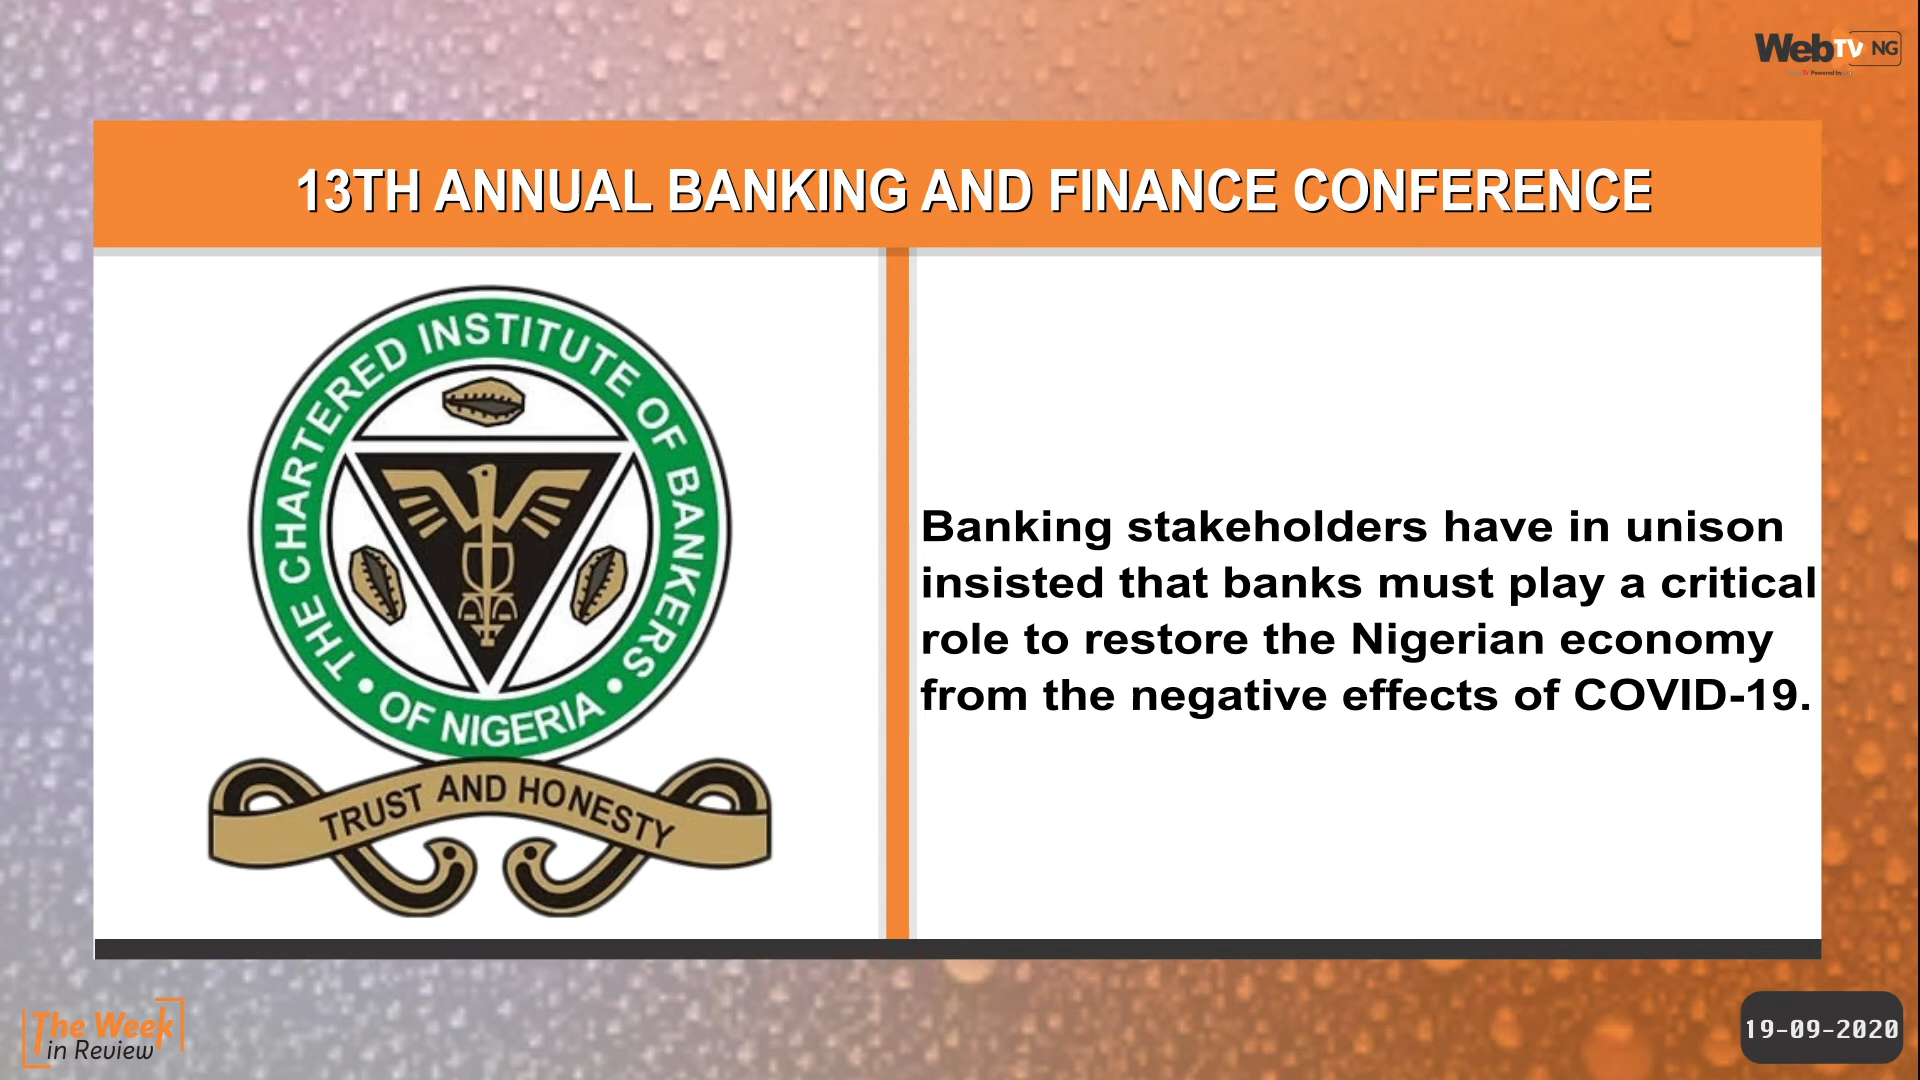 WebTV NG
Powered by
13TH ANNUAL BANKING AND FINANCE CONFERENCE
THE CHARTERED INSTITUTE OF BANKERS
• OF NIGERIA •
TRUST AND HONESTY
Banking stakeholders have in unison
insisted that banks must play a critical
role to restore the Nigerian economy
from the negative effects of COVID-19.
The Week
in Review
19-09-2020